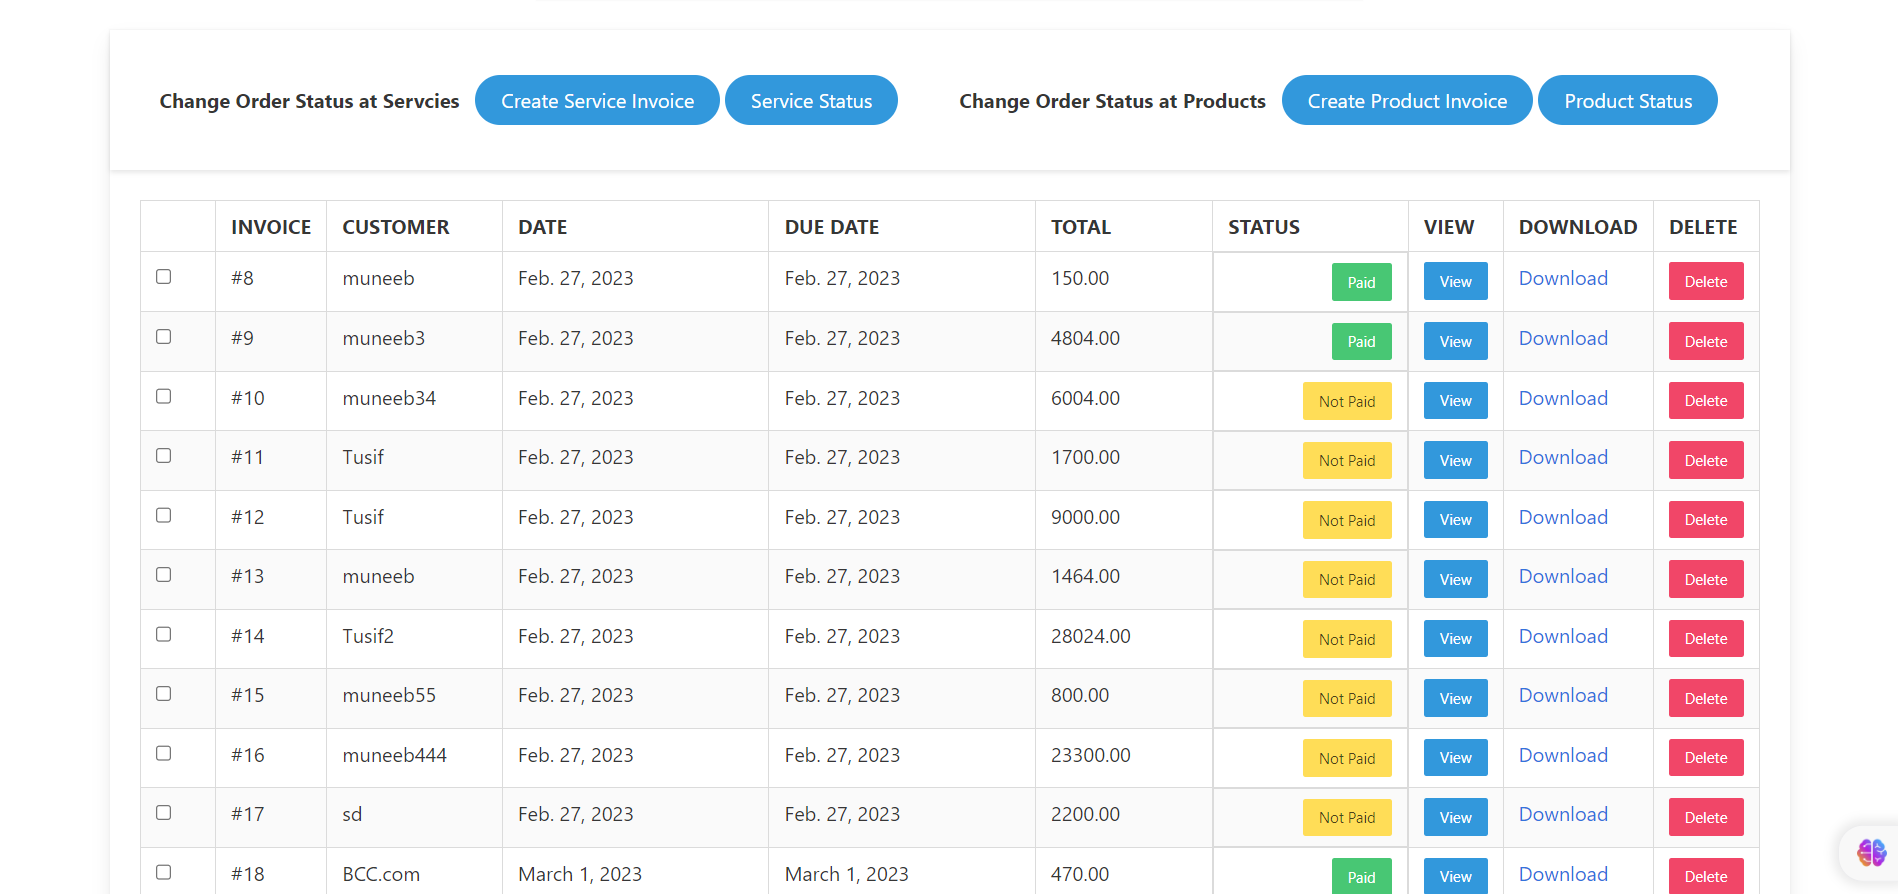 Change Order Status at Servcies Create Service Invoice Service Status Change Order Status at Products Create Product Invoice Product Status
INVOICE CUSTOMER DATE DUE DATE TOTAL STATUS VIEW DOWNLOAD DELETE
#8 muneeb Feb. 27, 2023 Feb. 27, 2023 150.00 Paid View Download Delete
#9 muneeb3 Feb. 27, 2023 Feb. 27, 2023 4804.00 Paid View Download Delete
#10 muneeb34 Feb. 27, 2023 Feb. 27, 2023 6004.00 Not Paid View Download Delete
#11 Tusif Feb. 27, 2023 Feb. 27, 2023 1700.00 Not Paid View Download Delete
#12 Tusif Feb. 27, 2023 Feb. 27, 2023 9000.00 Not Paid View Download Delete
#13 muneeb Feb. 27, 2023 Feb. 27, 2023 1464.00 Not Paid View Download Delete
#14 Tusif2 Feb. 27, 2023 Feb. 27, 2023 28024.00 Not Paid View Download Delete
#15 muneeb55 Feb. 27, 2023 Feb. 27, 2023 800.00 Not Paid View Download Delete
#16 muneeb444 Feb. 27, 2023 Feb. 27, 2023 23300.00 Not Paid View Download Delete
#17 sd Feb. 27, 2023 Feb. 27, 2023 2200.00 Not Paid View Download Delete
#18 BCC.com March 1, 2023 March 1, 2023 470.00 Paid View Download Delete